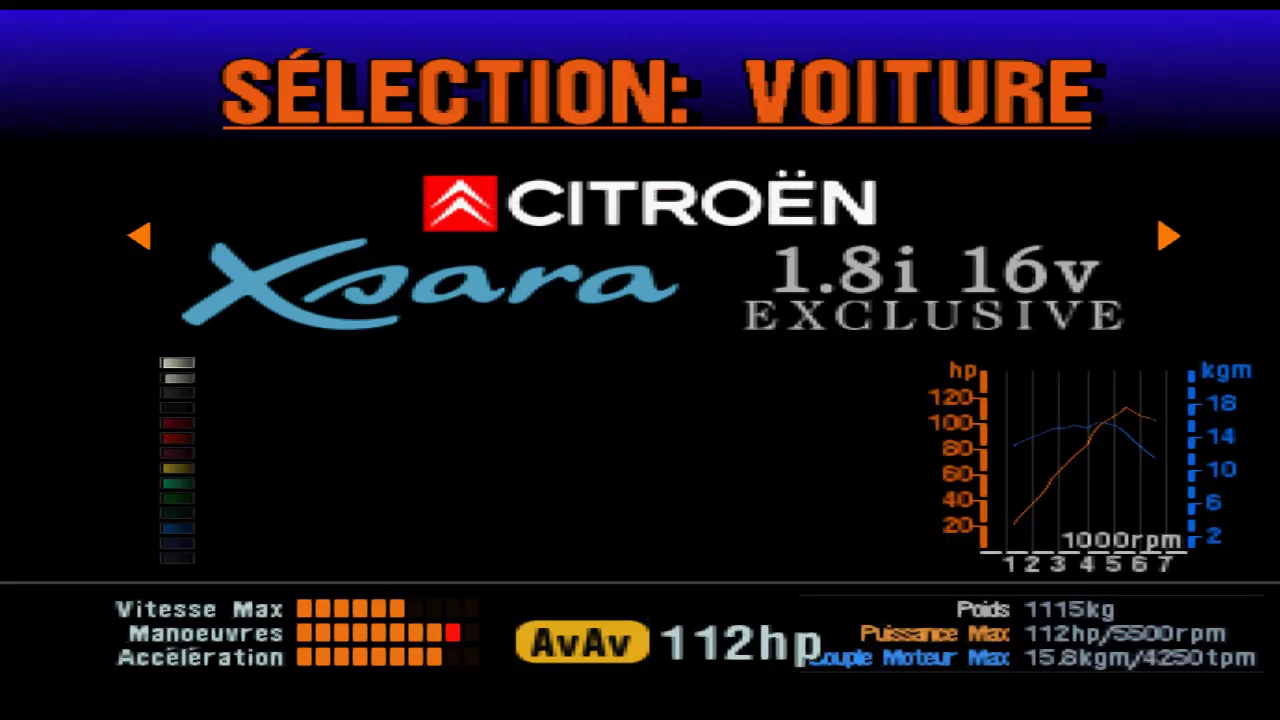 SÉLECTION: VOITURE
CITROËN
Xsara 1.8i 16v
EXCLUSIVE
hp kgm
120 18
100 14
80 10
60 6
40 2
20
1000rpm
1 2 3 4 5 6 7
Vitesse Max
Manoeuvres
Accélération
AvAv 112hp
Poids 1115kg
Puissance Max 112hp/5500rpm
Couple Moteur Max 15.8kgm/4250tpm